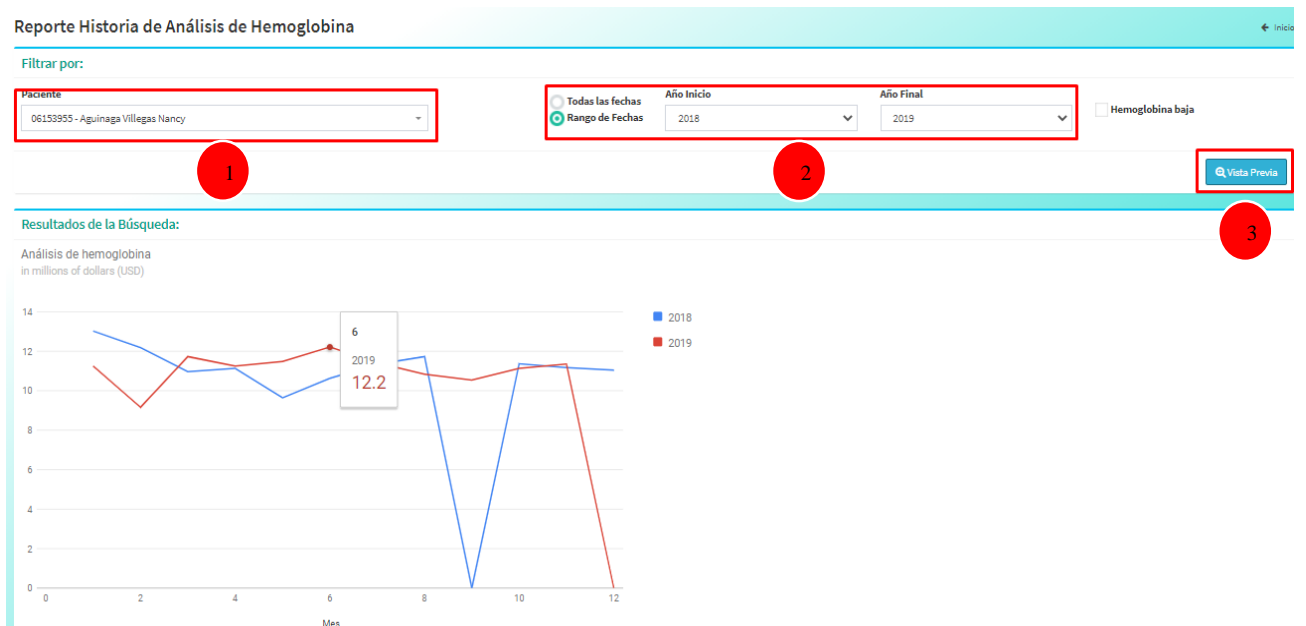 Reporte Historia de Análisis de Hemoglobina
Inicio
Filtrar por:
Paciente
06153955 - Aguinaga Villegas Nancy
Todas las fechas
Rango de Fechas
Año Inicio
2018
Año Final
2019
Hemoglobina baja
1
2
Vista Previa
3
Resultados de la Búsqueda:
Análisis de hemoglobina
in millions of dollars (USD)
14
12
10
8
6
4
2
0
6
2019
12.2
2018
2019
0 2 4 6 8 10 12
Mes